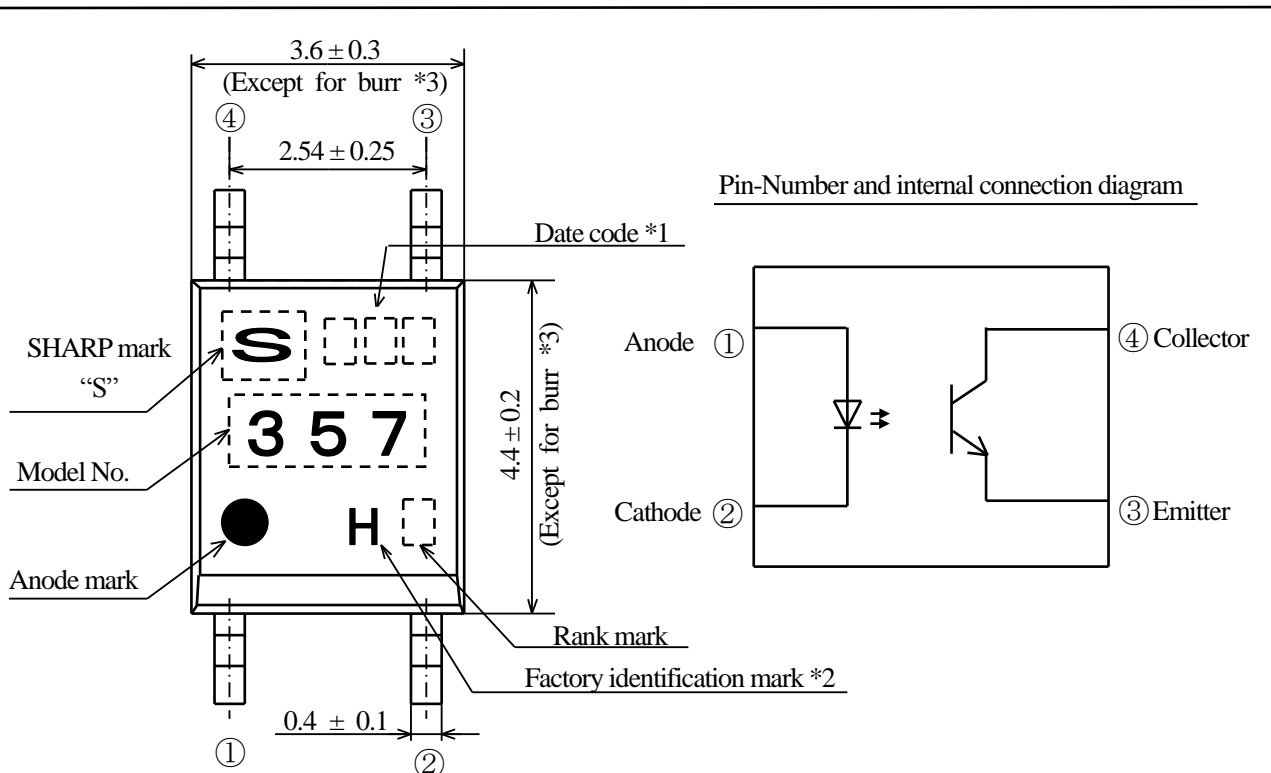 3.6 ± 0.3
(Except for burr *3)
④ ③
2.54 ± 0.25
Date code *1
SHARP mark
“S”
S
4.4 ± 0.2
(Except for burr *3)
357
Model No.
H
Anode mark
Rank mark
Factory identification mark *2
0.4 ± 0.1
① ②
Pin-Number and internal connection diagram
Anode ①
④ Collector
Cathode ②
③ Emitter